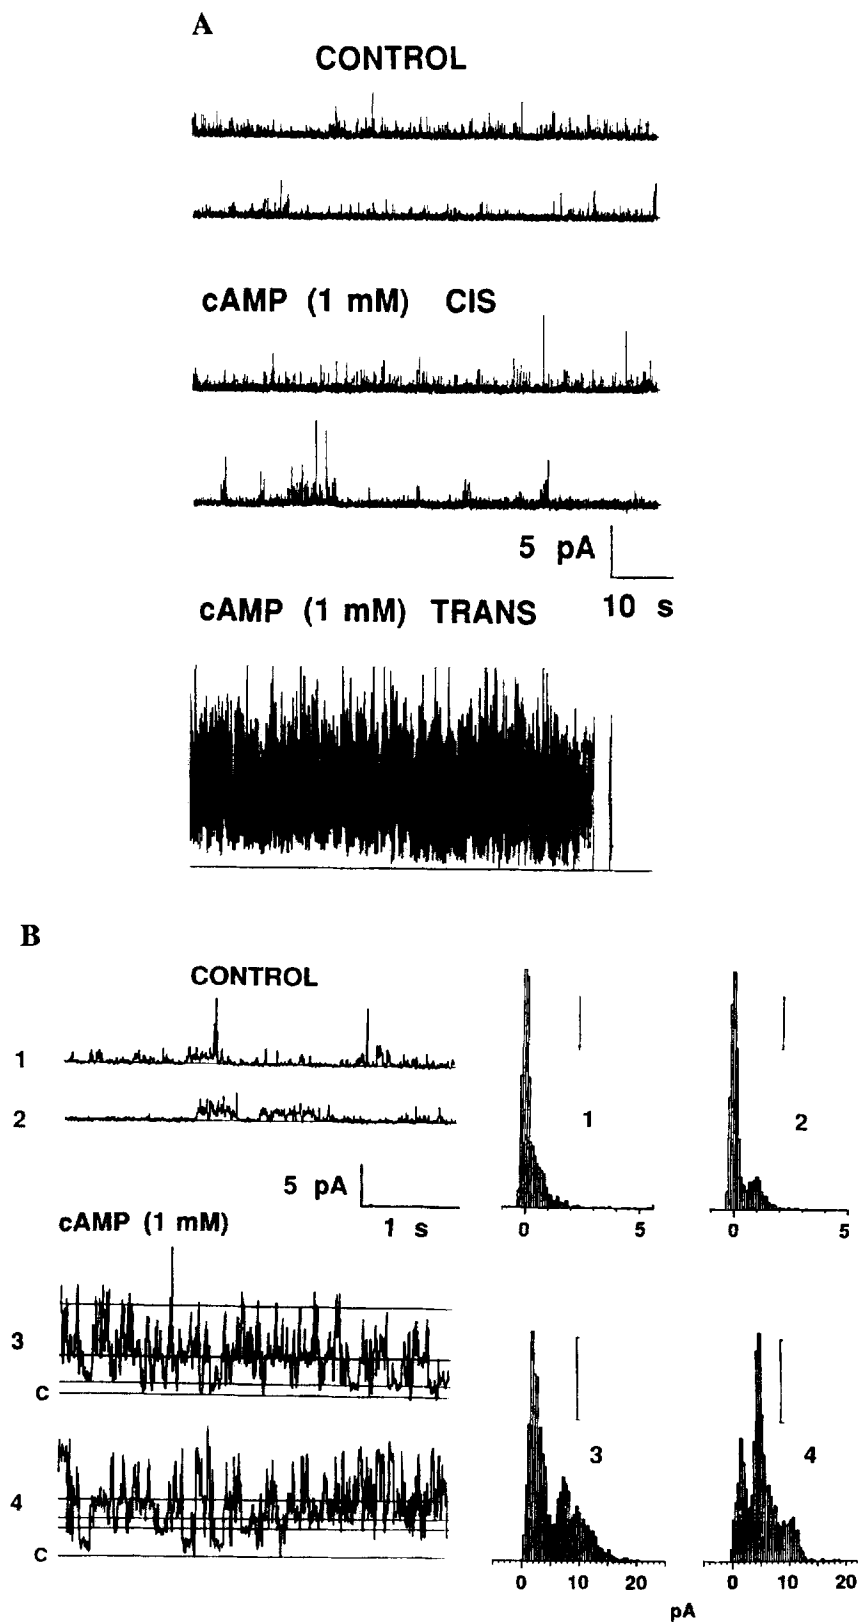 A
CONTROL
cAMP (1 mM) CIS
5 pA
10 s
cAMP (1 mM) TRANS
B
CONTROL
1
2
5 pA
1 s
1
0 5
2
0 5
cAMP (1 mM)
3
C
4
C
3
0 10 20
4
0 10 20
pA